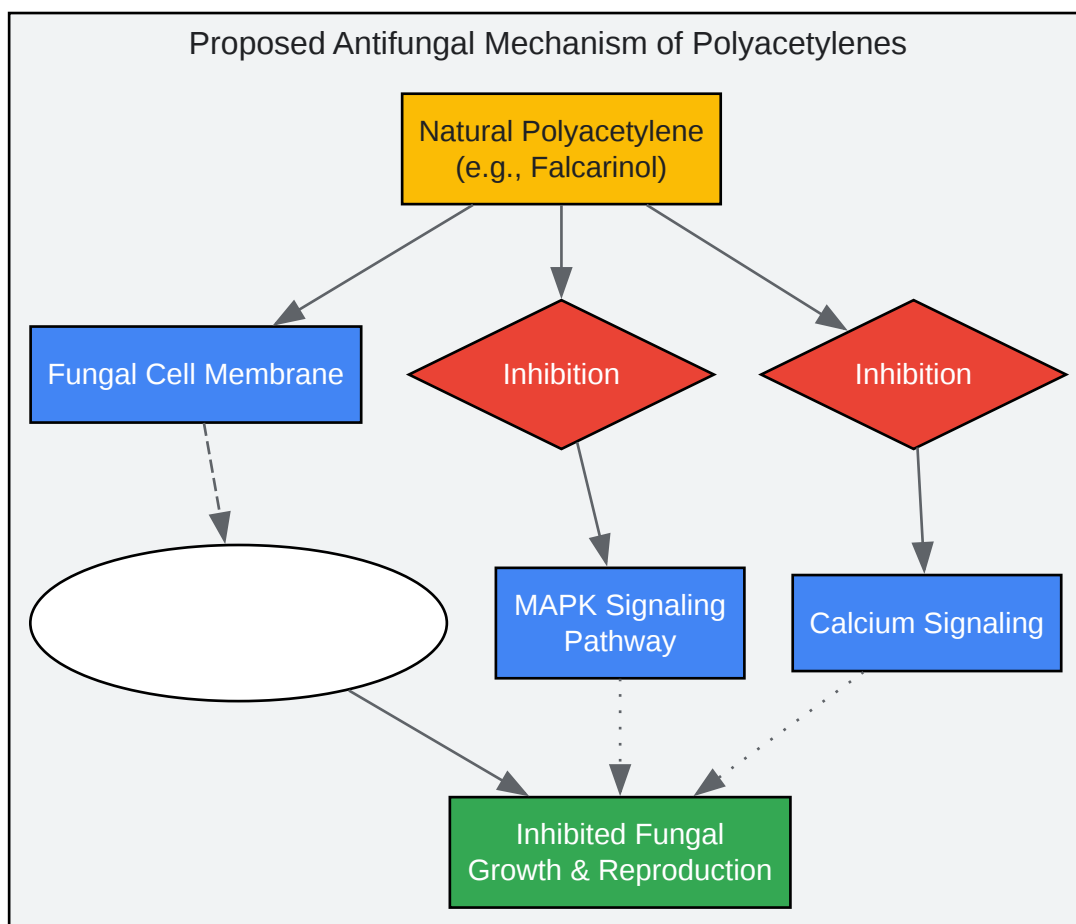 Proposed Antifungal Mechanism of Polyacetylenes
Natural Polyacetylene
(e.g., Falcarinol)
Fungal Cell Membrane
Inhibition
Inhibition
MAPK Signaling
Pathway
Calcium Signaling
Inhibited Fungal
Growth & Reproduction